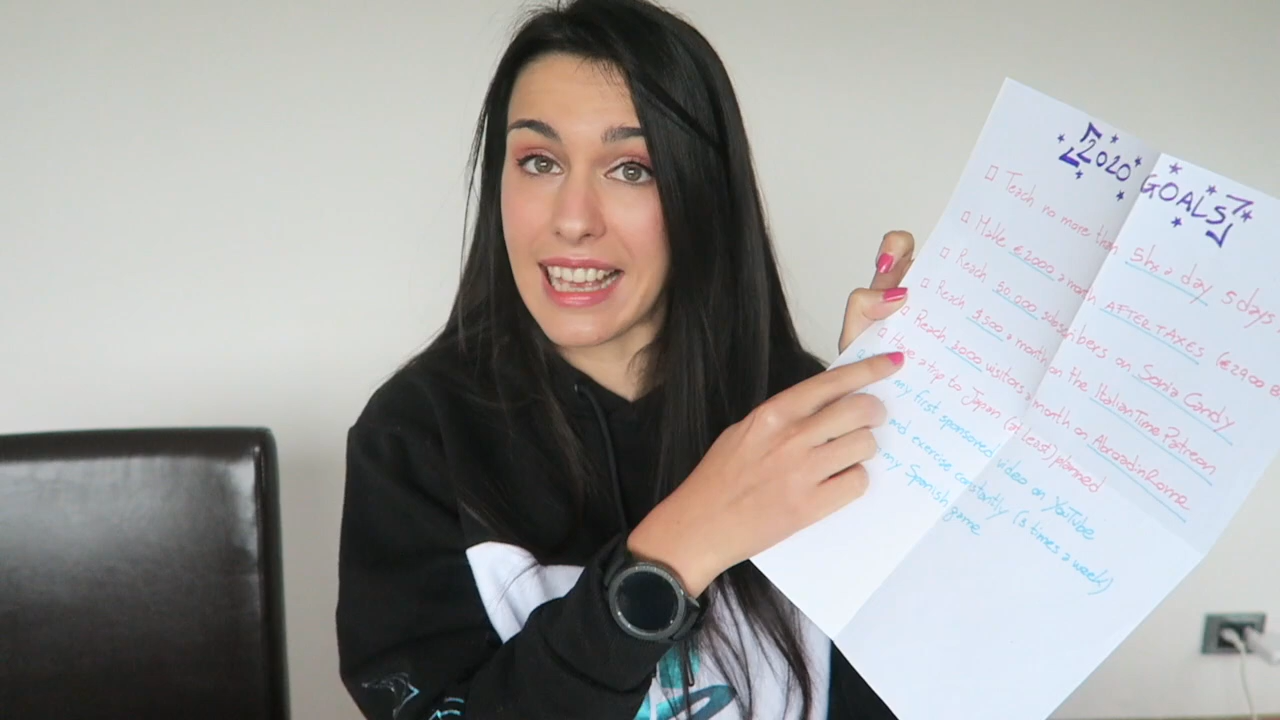 2020 GOALS
Teach no more than 5hs a day 5days
Make €2000 a month AFTER TAXES (€2900
Reach 50.000 subscribers on Sonia Candy
Reach $500 a month on the ItalianTime Patreon
Reach 3000 visitors a month on AbroadinRome
Have a trip to Japan (at least) planned
my first sponsored video on YouTube
and exercise constantly (3 times a week)
my Spanish game